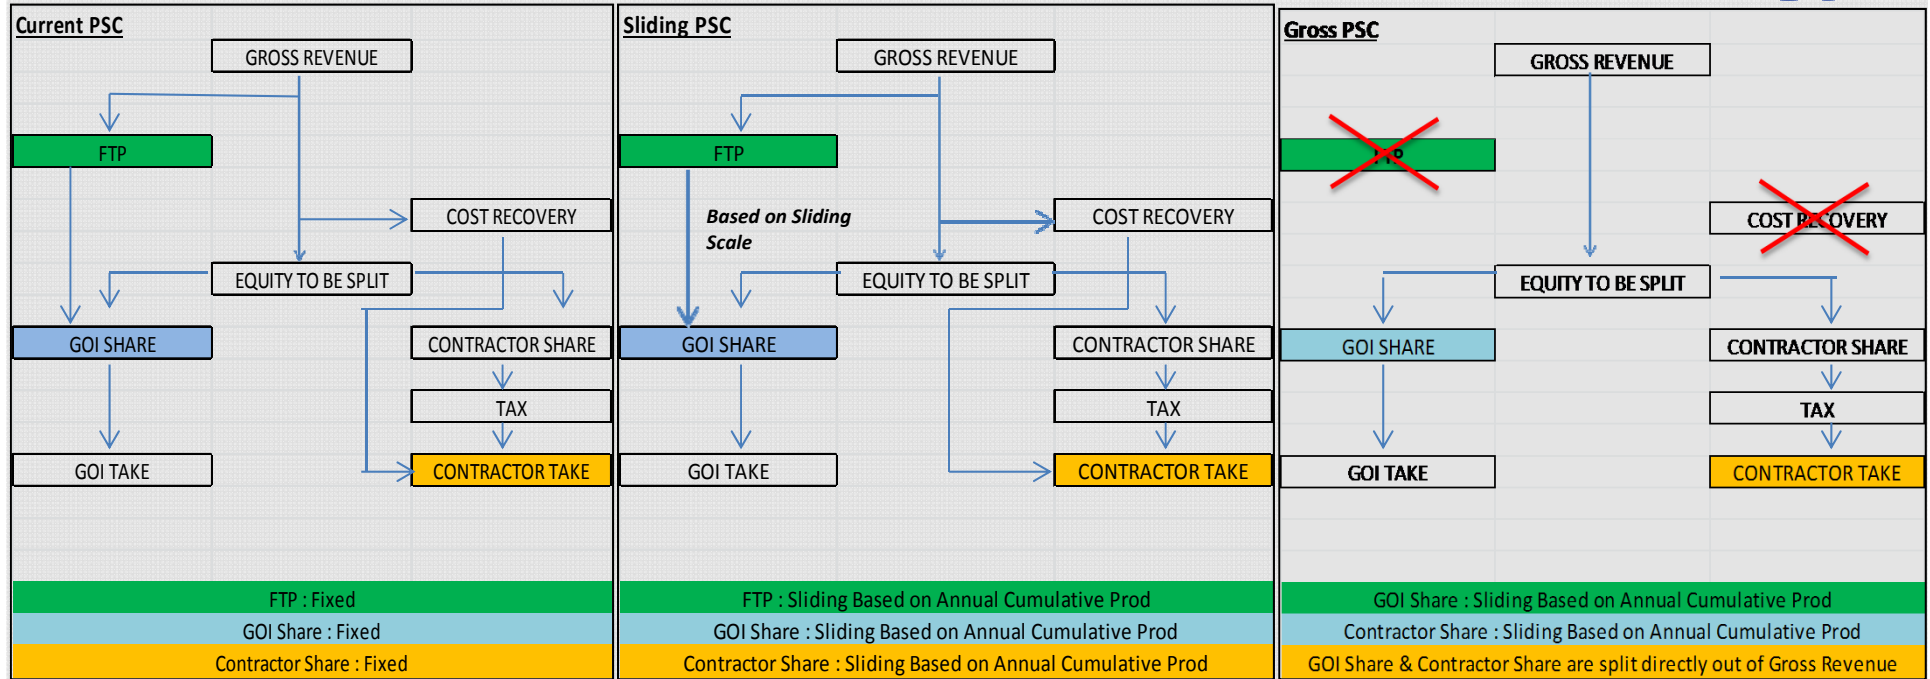 Current PSC
GROSS REVENUE
FTP
COST RECOVERY
EQUITY TO BE SPLIT
GOI SHARE
CONTRACTOR SHARE
TAX
GOI TAKE
CONTRACTOR TAKE
FTP : Fixed
GOI Share : Fixed
Contractor Share : Fixed
Sliding PSC
GROSS REVENUE
FTP
Based on Sliding
Scale
COST RECOVERY
EQUITY TO BE SPLIT
GOI SHARE
CONTRACTOR SHARE
TAX
GOI TAKE
CONTRACTOR TAKE
FTP : Sliding Based on Annual Cumulative Prod
GOI Share : Sliding Based on Annual Cumulative Prod
Contractor Share : Sliding Based on Annual Cumulative Prod
Gross PSC
GROSS REVENUE
FTP
COST RECOVERY
EQUITY TO BE SPLIT
GOI SHARE
CONTRACTOR SHARE
TAX
GOI TAKE
CONTRACTOR TAKE
GOI Share : Sliding Based on Annual Cumulative Prod
Contractor Share : Sliding Based on Annual Cumulative Prod
GOI Share & Contractor Share are split directly out of Gross Revenue